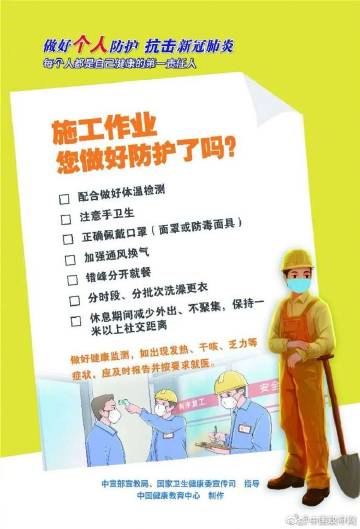 做好个人防护 抗击新冠肺炎
每个人都是自己健康的第一责任人
施工作业
您做好防护了吗？
配合做好体温检测
注意手卫生
正确佩戴口罩（面罩或防毒面具）
加强通风换气
错峰分开就餐
分时段、分批次洗澡更衣
休息期间减少外出、不聚集，保持一
米以上社交距离
做好健康监测，如出现发热、干咳、乏力等
症状，应及时报告并按要求就医。
有序复工
安全
中宣部宣教局、国家卫生健康委宣传司 指导
中国健康教育中心 制作
@中国政府网